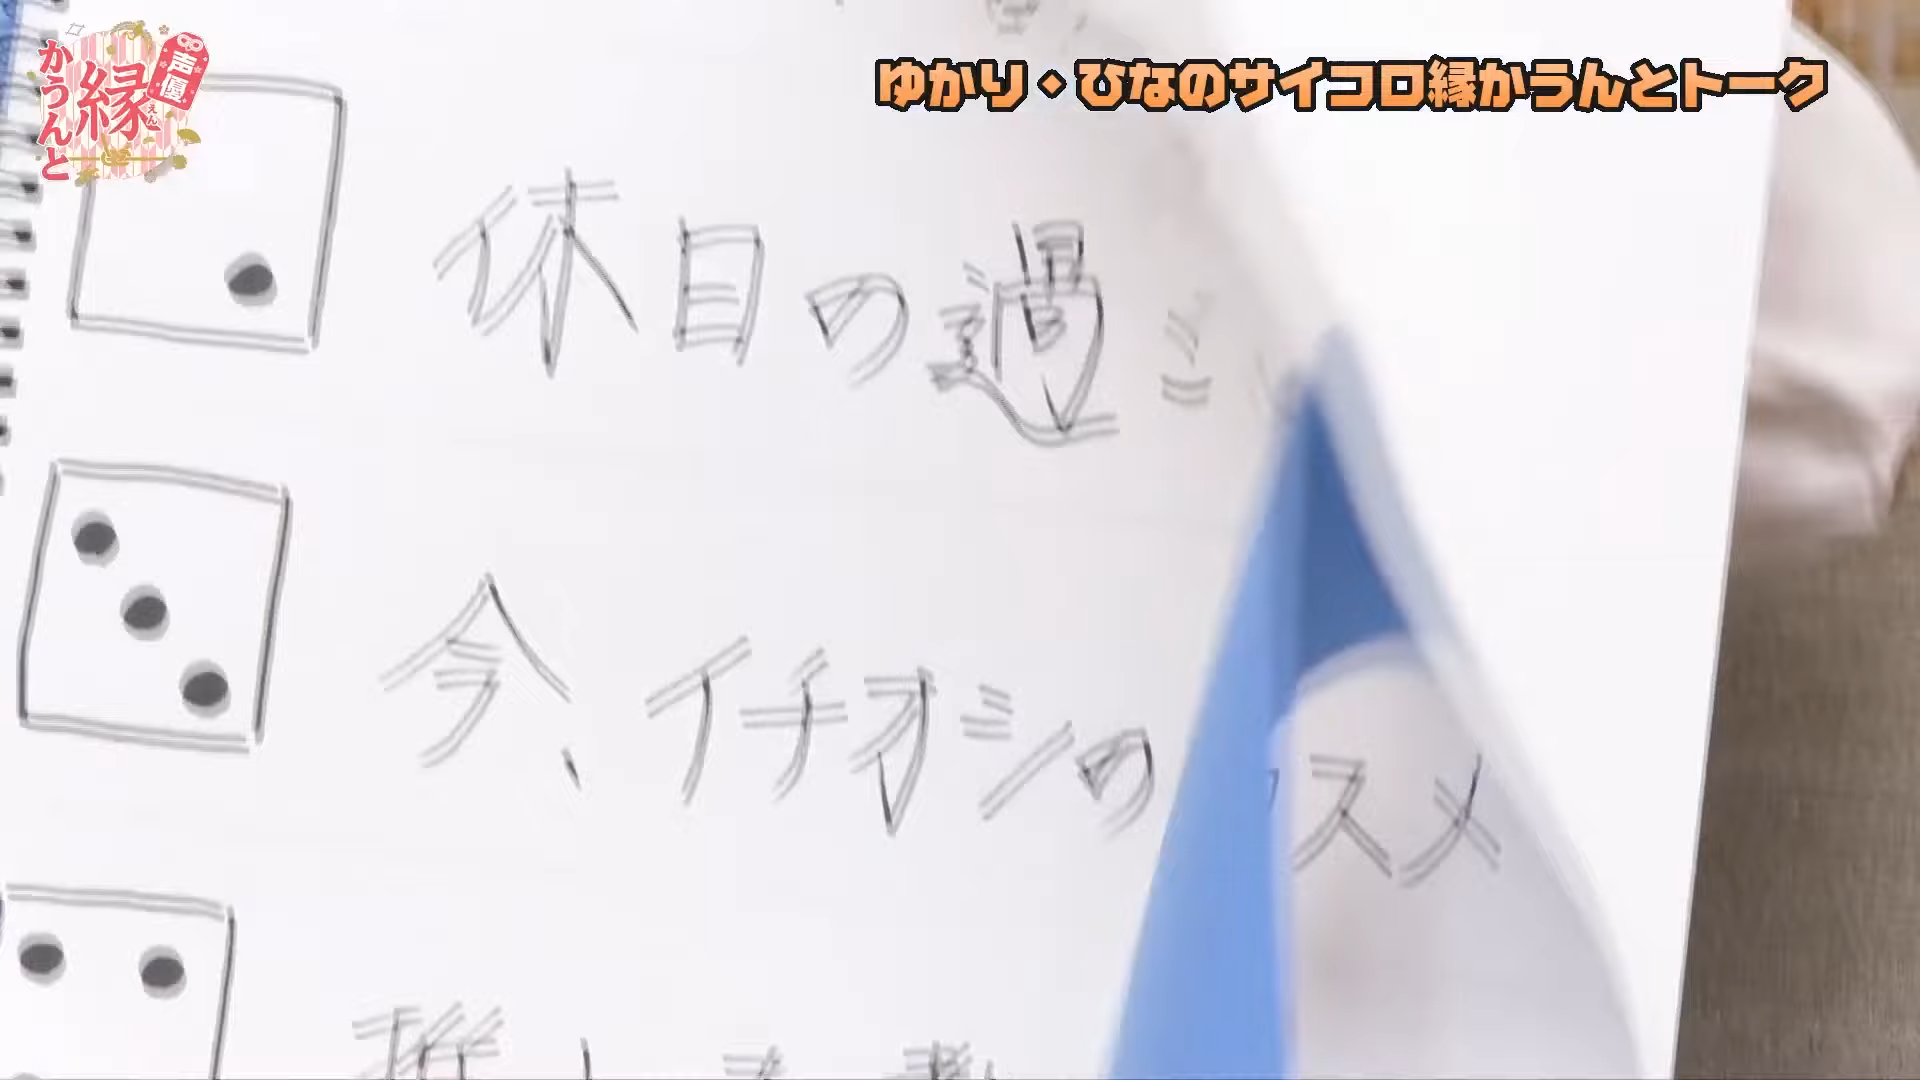 かうんと
縁
えん
声優
ゆかり・ひなのサイコロ縁かうんとトーク
休日の過ご
今、イチオシの
スメ